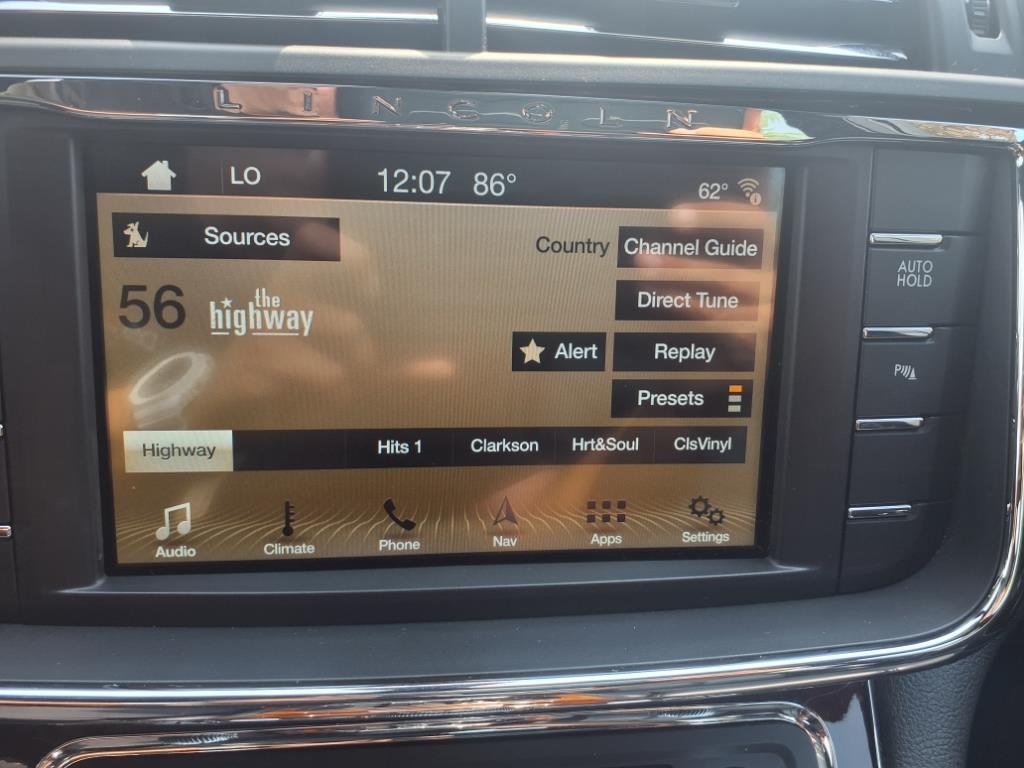 LINCOLN
LO 12:07 86° 62°
Sources
Country Channel Guide
56 the highway
Direct Tune
Alert Replay
Presets
Highway Hits 1 Clarkson Hrt&Soul ClsVinyl
Audio Climate Phone Nav Apps Settings
AUTO
HOLD
P